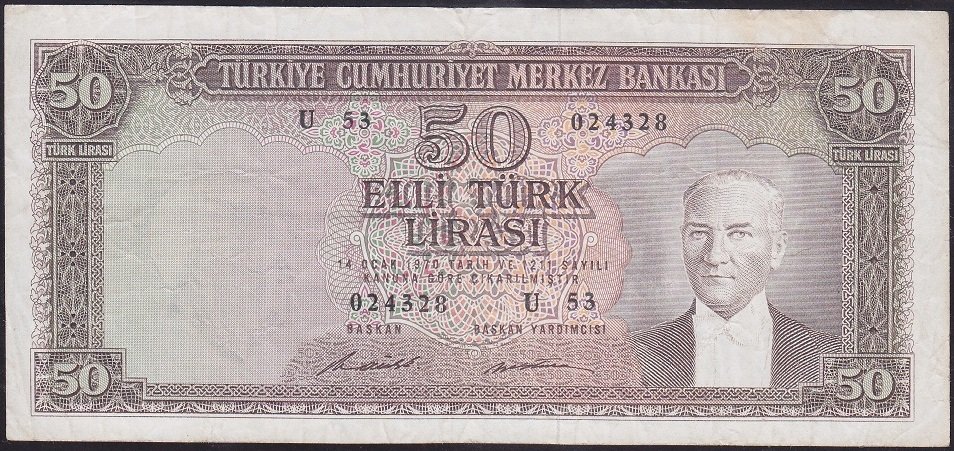 TÜRKİYE CUMHURİYET MERKEZ BANKASI
50 50
U 53 50 024328
TÜRK LİRASI TÜRK LİRASI
ELLİ TÜRK
LİRASI
14 OCAK 1970 TARİH VE 1211 SAYILI
KANUNA GÖRE ÇIKARILMIŞTIR
024328 U 53
BAŞKAN BAŞKAN YARDIMCISI
50 50